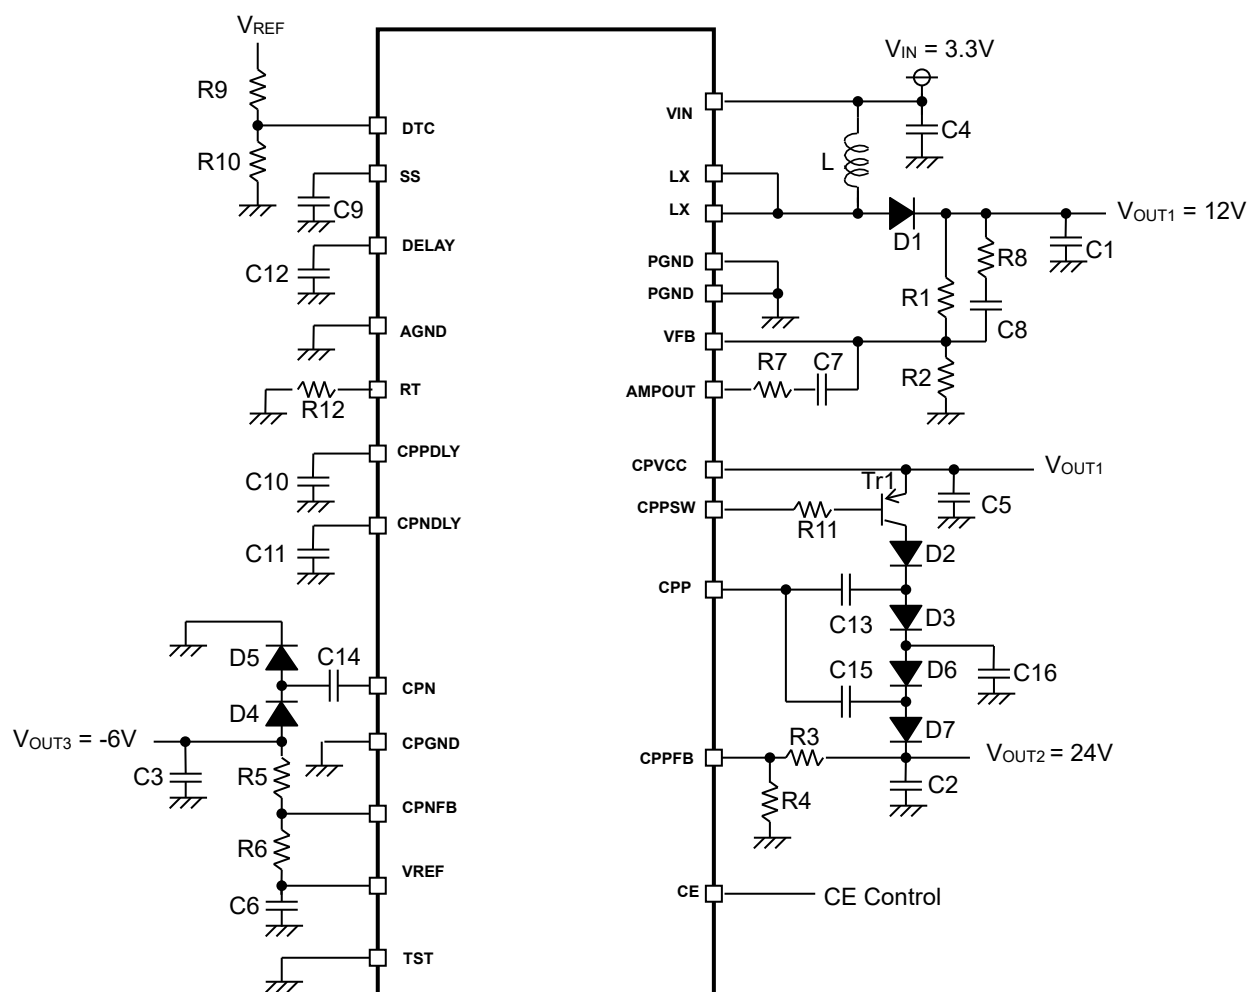 VREF
R9
R10
DTC
SS
C9
DELAY
C12
AGND
RT
R12
CPPDLY
C10
CPNDLY
C11
D5
C14
CPN
D4
VOUT3 = -6V
CPGND
C3
R5
CPNFB
R6
VREF
C6
TST
VIN = 3.3V
VIN
C4
L
LX
LX
D1
VOUT1 = 12V
C1
R8
PGND
PGND
R1
C8
VFB
R7
C7
R2
AMPOUT
CPVCC
VOUT1
Tr1
C5
CPPSW
R11
D2
CPP
C13
D3
C15
D6
C16
D7
R3
CPPFB
VOUT2 = 24V
C2
R4
CE
CE Control